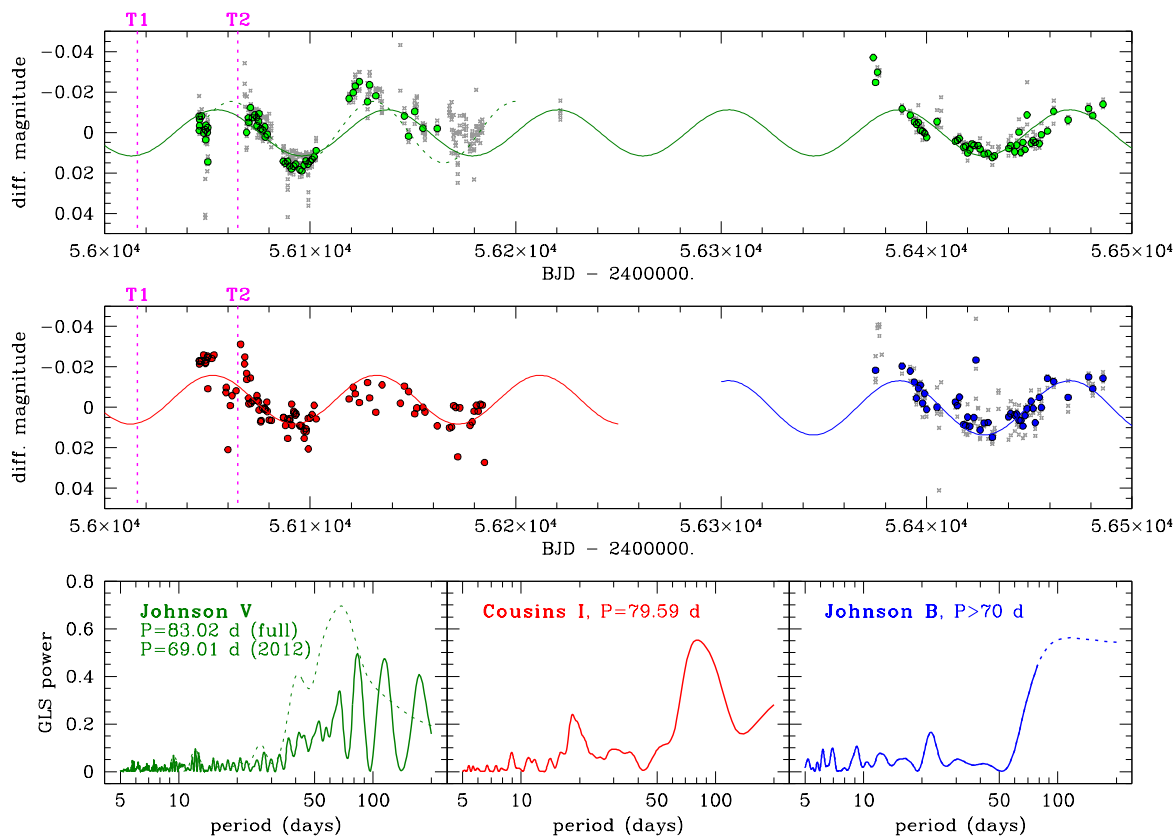 T1 T2
diff. magnitude
-0.04
-0.02
0
0.02
0.04
5.6×10⁴ 5.61×10⁴ 5.62×10⁴ 5.63×10⁴ 5.64×10⁴ 5.65×10⁴
BJD - 2400000.
T1 T2
diff. magnitude
-0.04
-0.02
0
0.02
0.04
5.6×10⁴ 5.61×10⁴ 5.62×10⁴ 5.63×10⁴ 5.64×10⁴ 5.65×10⁴
BJD - 2400000.
GLS power
0.8
0.6
0.4
0.2
0
Johnson V
P=83.02 d (full)
P=69.01 d (2012)
Cousins I, P=79.59 d
Johnson B, P>70 d
5 10 50 100 5 10 50 100 5 10 50 100
period (days) period (days) period (days)